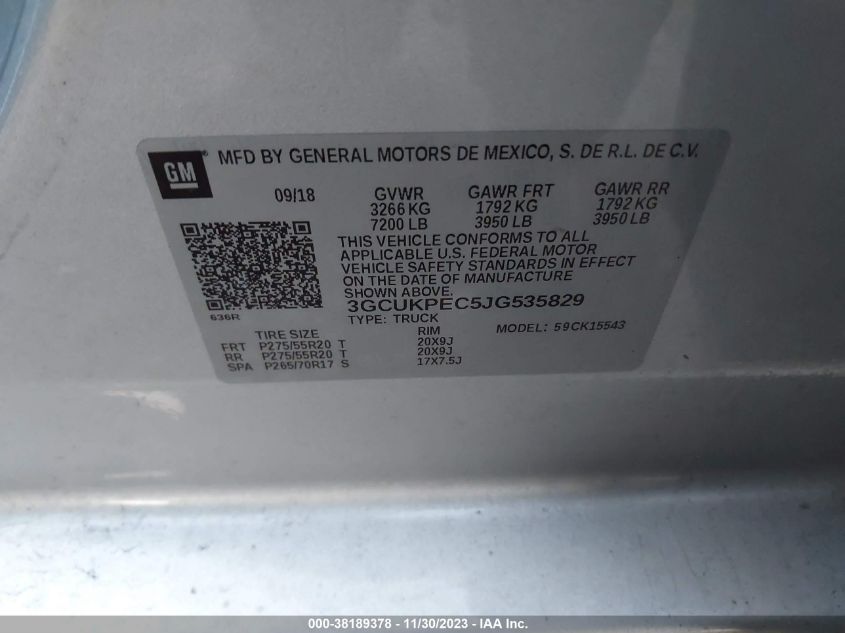 GM® MFD BY GENERAL MOTORS DE MEXICO, S. DE R.L. DE C.V.
09/18 GVWR GAWR FRT GAWR RR
3266 KG 1792 KG 1792 KG
7200 LB 3950 LB 3950 LB
THIS VEHICLE CONFORMS TO ALL
APPLICABLE U.S. FEDERAL MOTOR
VEHICLE SAFETY STANDARDS IN EFFECT
ON THE DATE OF MANUFACTURE
SHOWN ABOVE.
636R 3GCUKPEC5JG535829
TYPE: TRUCK MODEL: 59CK15543
TIRE SIZE RIM
FRT P275/55R20 T 20X9J
RR P275/55R20 T 20X9J
SPA P265/70R17 S 17X7.5J
000-38189378 - 11/30/2023 - IAA Inc.